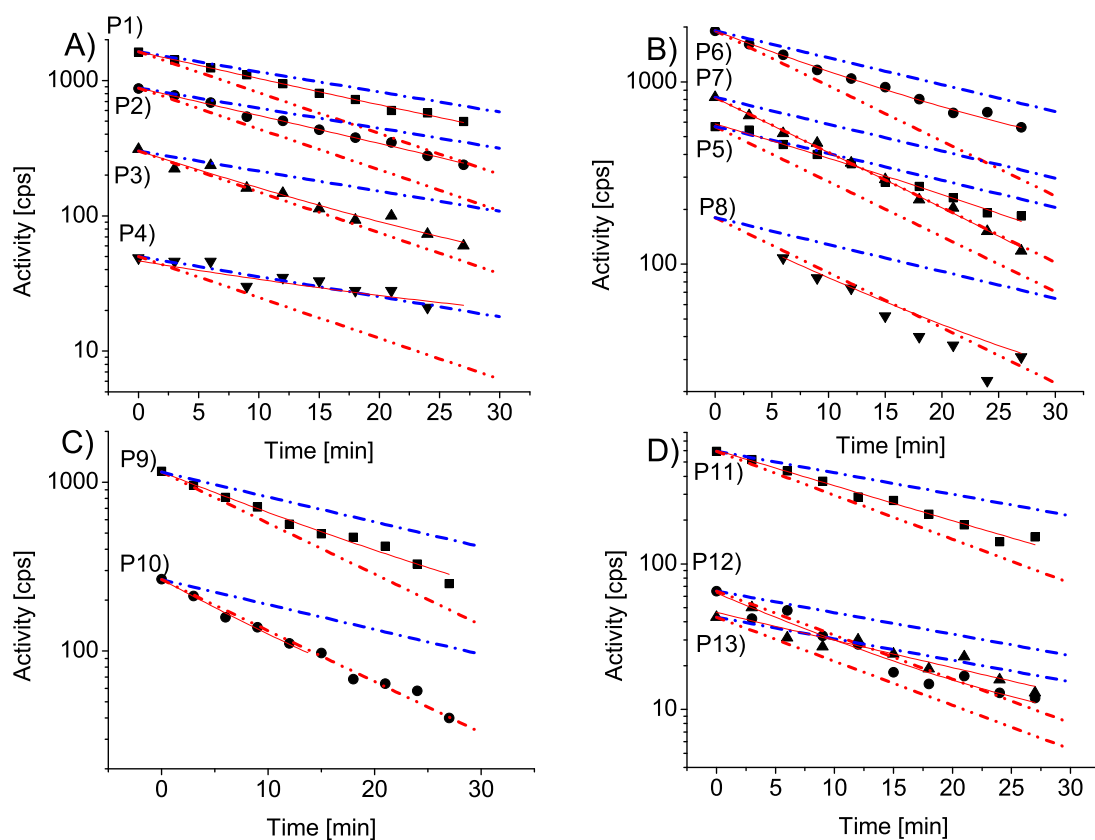 P1)
A)
1000
P2)
P3)
100
P4)
10
Activity [cps]
0 5 10 15 20 25 30
Time [min]
B)
P6)
P7)
1000
P5)
P8)
100
Activity [cps]
0 5 10 15 20 25 30
Time [min]
C)
P9)
1000
P10)
100
Activity [cps]
0 10 20 30
Time [min]
D)
P11)
100
P12)
P13)
10
Activity [cps]
0 5 10 15 20 25 30
Time [min]